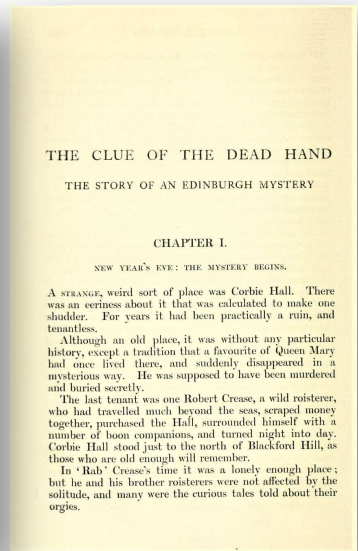 THE CLUE OF THE DEAD HAND
THE STORY OF AN EDINBURGH MYSTERY
CHAPTER I.
NEW YEAR'S EVE: THE MYSTERY BEGINS.
A STRANGE, weird sort of place was Corbie Hall. There
was an eeriness about it that was calculated to make one
shudder. For years it had been practically a ruin, and
tenantless.
Although an old place, it was without any particular
history, except a tradition that a favourite of Queen Mary
had once lived there, and suddenly disappeared in a
mysterious way. He was supposed to have been murdered
and buried secretly.
The last tenant was one Robert Crease, a wild roisterer,
who had travelled much beyond the seas, scraped money
together, purchased the Hall, surrounded himself with a
number of boon companions, and turned night into day.
Corbie Hall stood just to the north of Blackford Hill, as
those who are old enough will remember.
In 'Rab' Crease's time it was a lonely enough place;
but he and his brother roisterers were not affected by the
solitude, and many were the curious tales told about their
orgies.